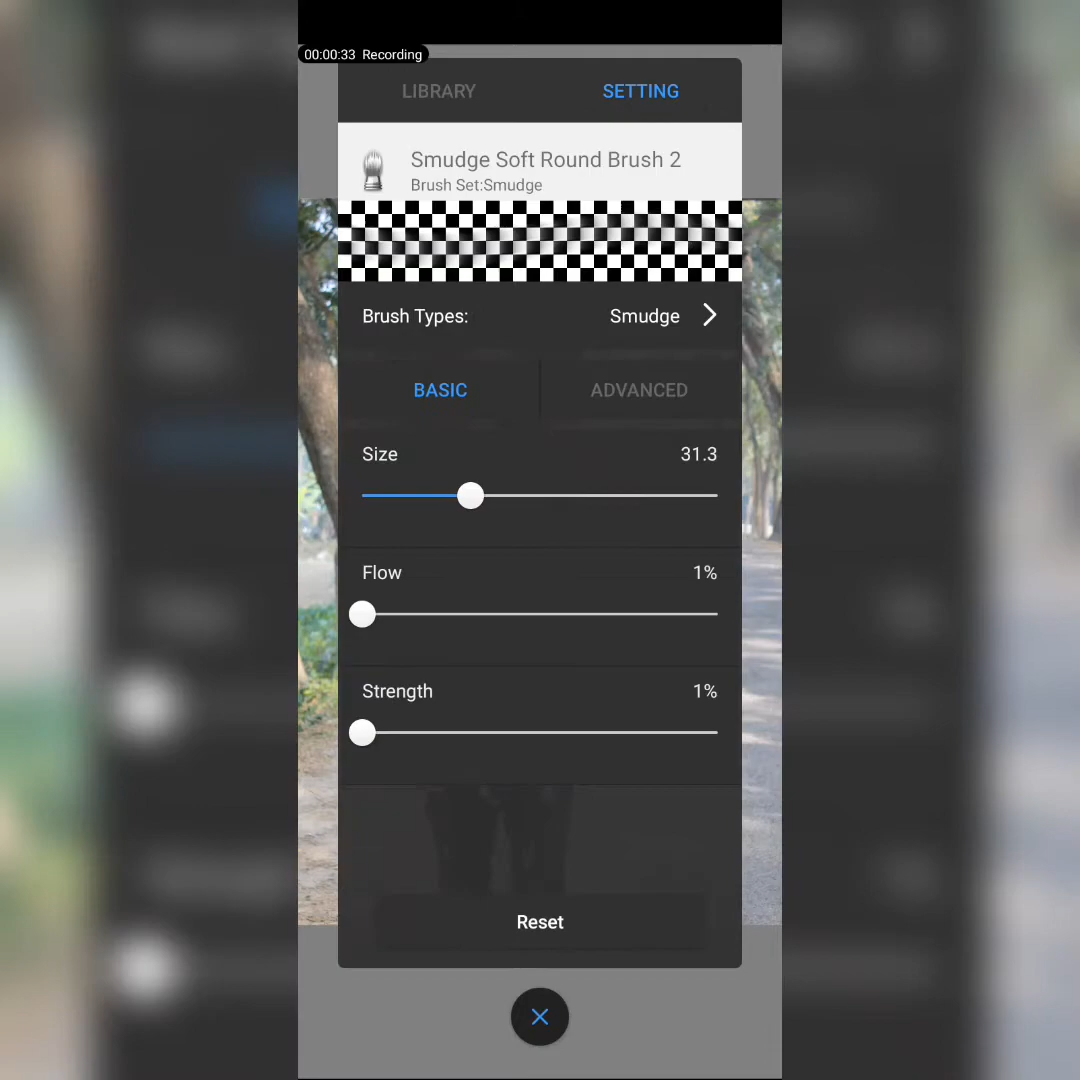 00:00:33 Recording
LIBRARY SETTING
Smudge Soft Round Brush 2
Brush Set:Smudge
Brush Types: Smudge
BASIC ADVANCED
Size 31.3
Flow 1%
Strength 1%
Reset